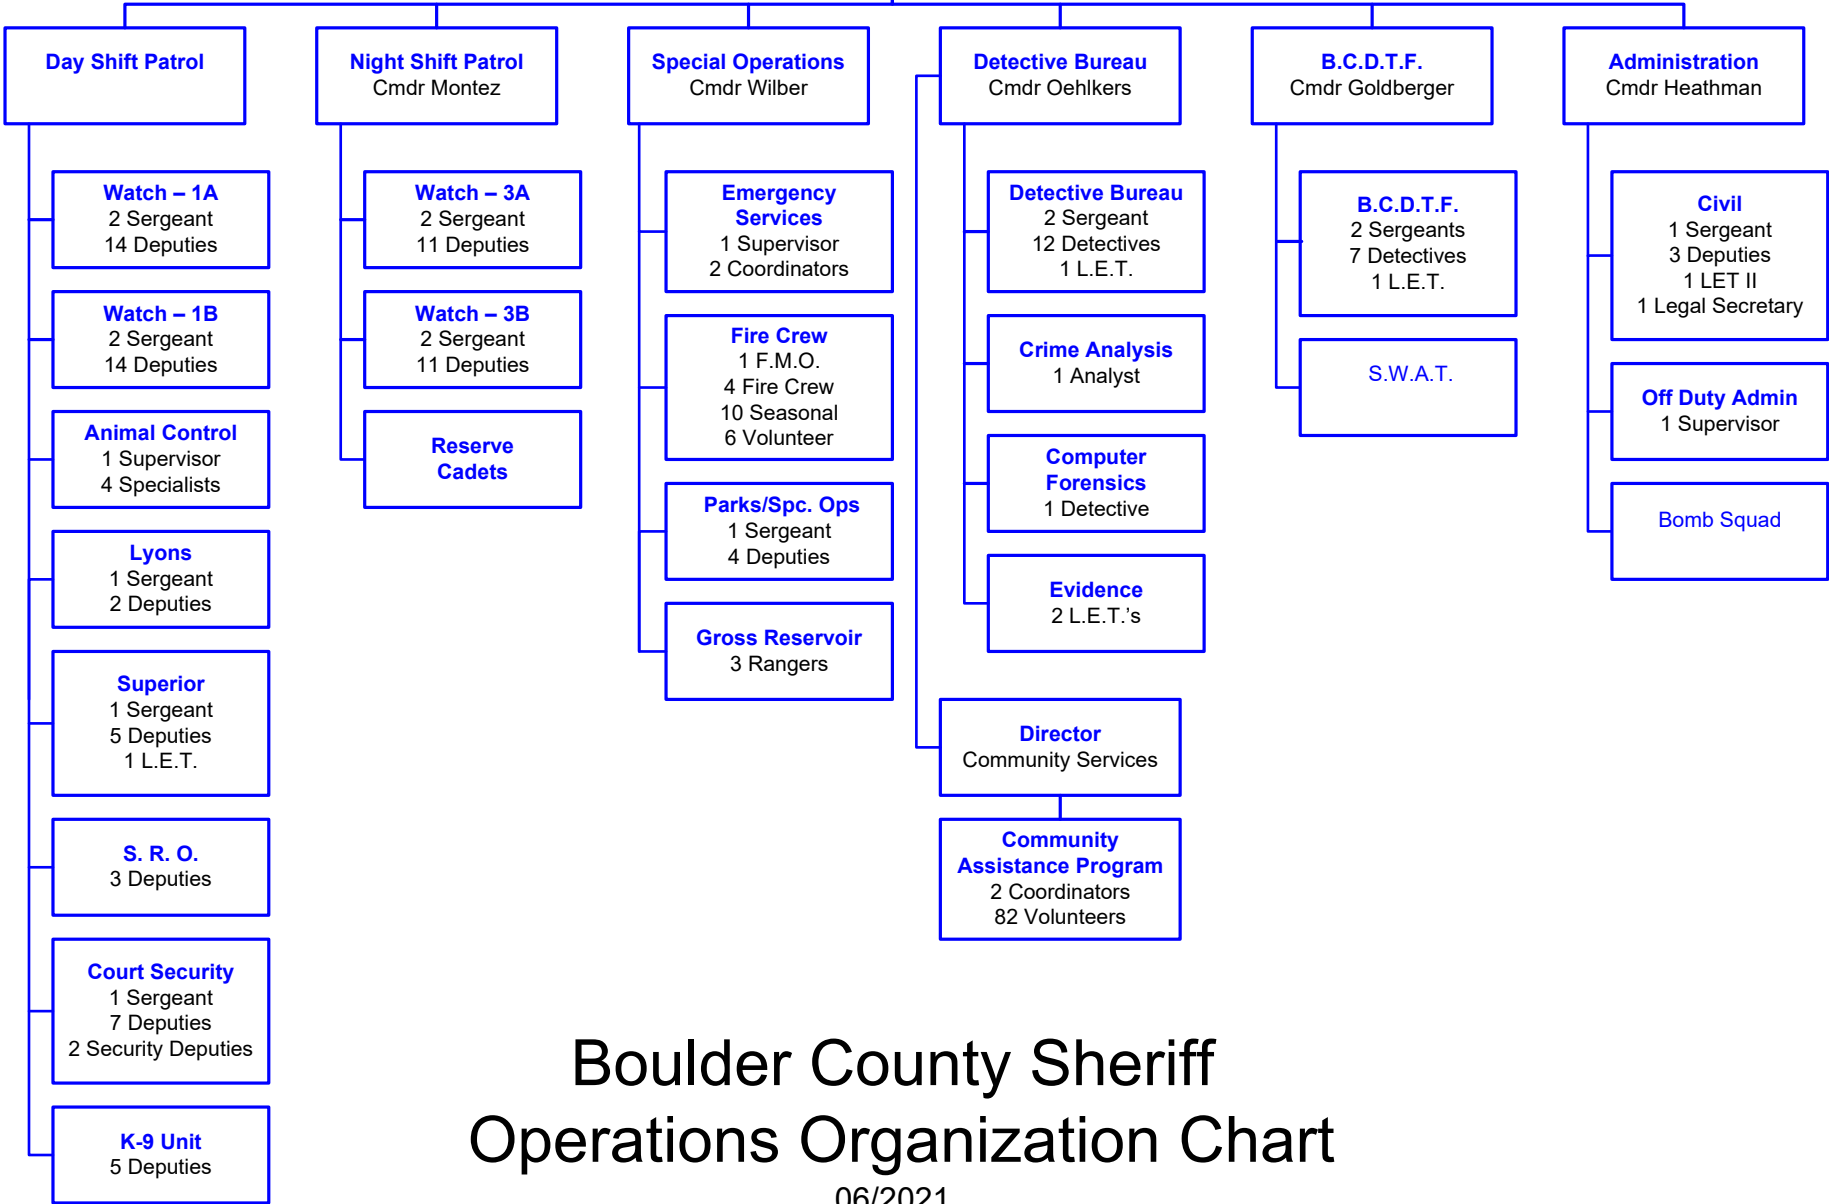 Day Shift Patrol
Night Shift Patrol
Cmdr Montez
Special Operations
Cmdr Wilber
Detective Bureau
Cmdr Oehlkers
B.C.D.T.F.
Cmdr Goldberger
Administration
Cmdr Heathman
Watch – 1A
2 Sergeant
14 Deputies
Watch – 1B
2 Sergeant
14 Deputies
Animal Control
1 Supervisor
4 Specialists
Lyons
1 Sergeant
2 Deputies
Superior
1 Sergeant
5 Deputies
1 L.E.T.
S. R. O.
3 Deputies
Court Security
1 Sergeant
7 Deputies
2 Security Deputies
K-9 Unit
5 Deputies
Watch – 3A
2 Sergeant
11 Deputies
Watch – 3B
2 Sergeant
11 Deputies
Reserve
Cadets
Emergency
Services
1 Supervisor
2 Coordinators
Fire Crew
1 F.M.O.
4 Fire Crew
10 Seasonal
6 Volunteer
Parks/Spc. Ops
1 Sergeant
4 Deputies
Gross Reservoir
3 Rangers
Detective Bureau
2 Sergeant
12 Detectives
1 L.E.T.
Crime Analysis
1 Analyst
Computer
Forensics
1 Detective
Evidence
2 L.E.T.’s
Director
Community Services
Community
Assistance Program
2 Coordinators
82 Volunteers
B.C.D.T.F.
2 Sergeants
7 Detectives
1 L.E.T.
S.W.A.T.
Civil
1 Sergeant
3 Deputies
1 LET II
1 Legal Secretary
Off Duty Admin
1 Supervisor
Bomb Squad
Boulder County Sheriff
Operations Organization Chart
06/2021